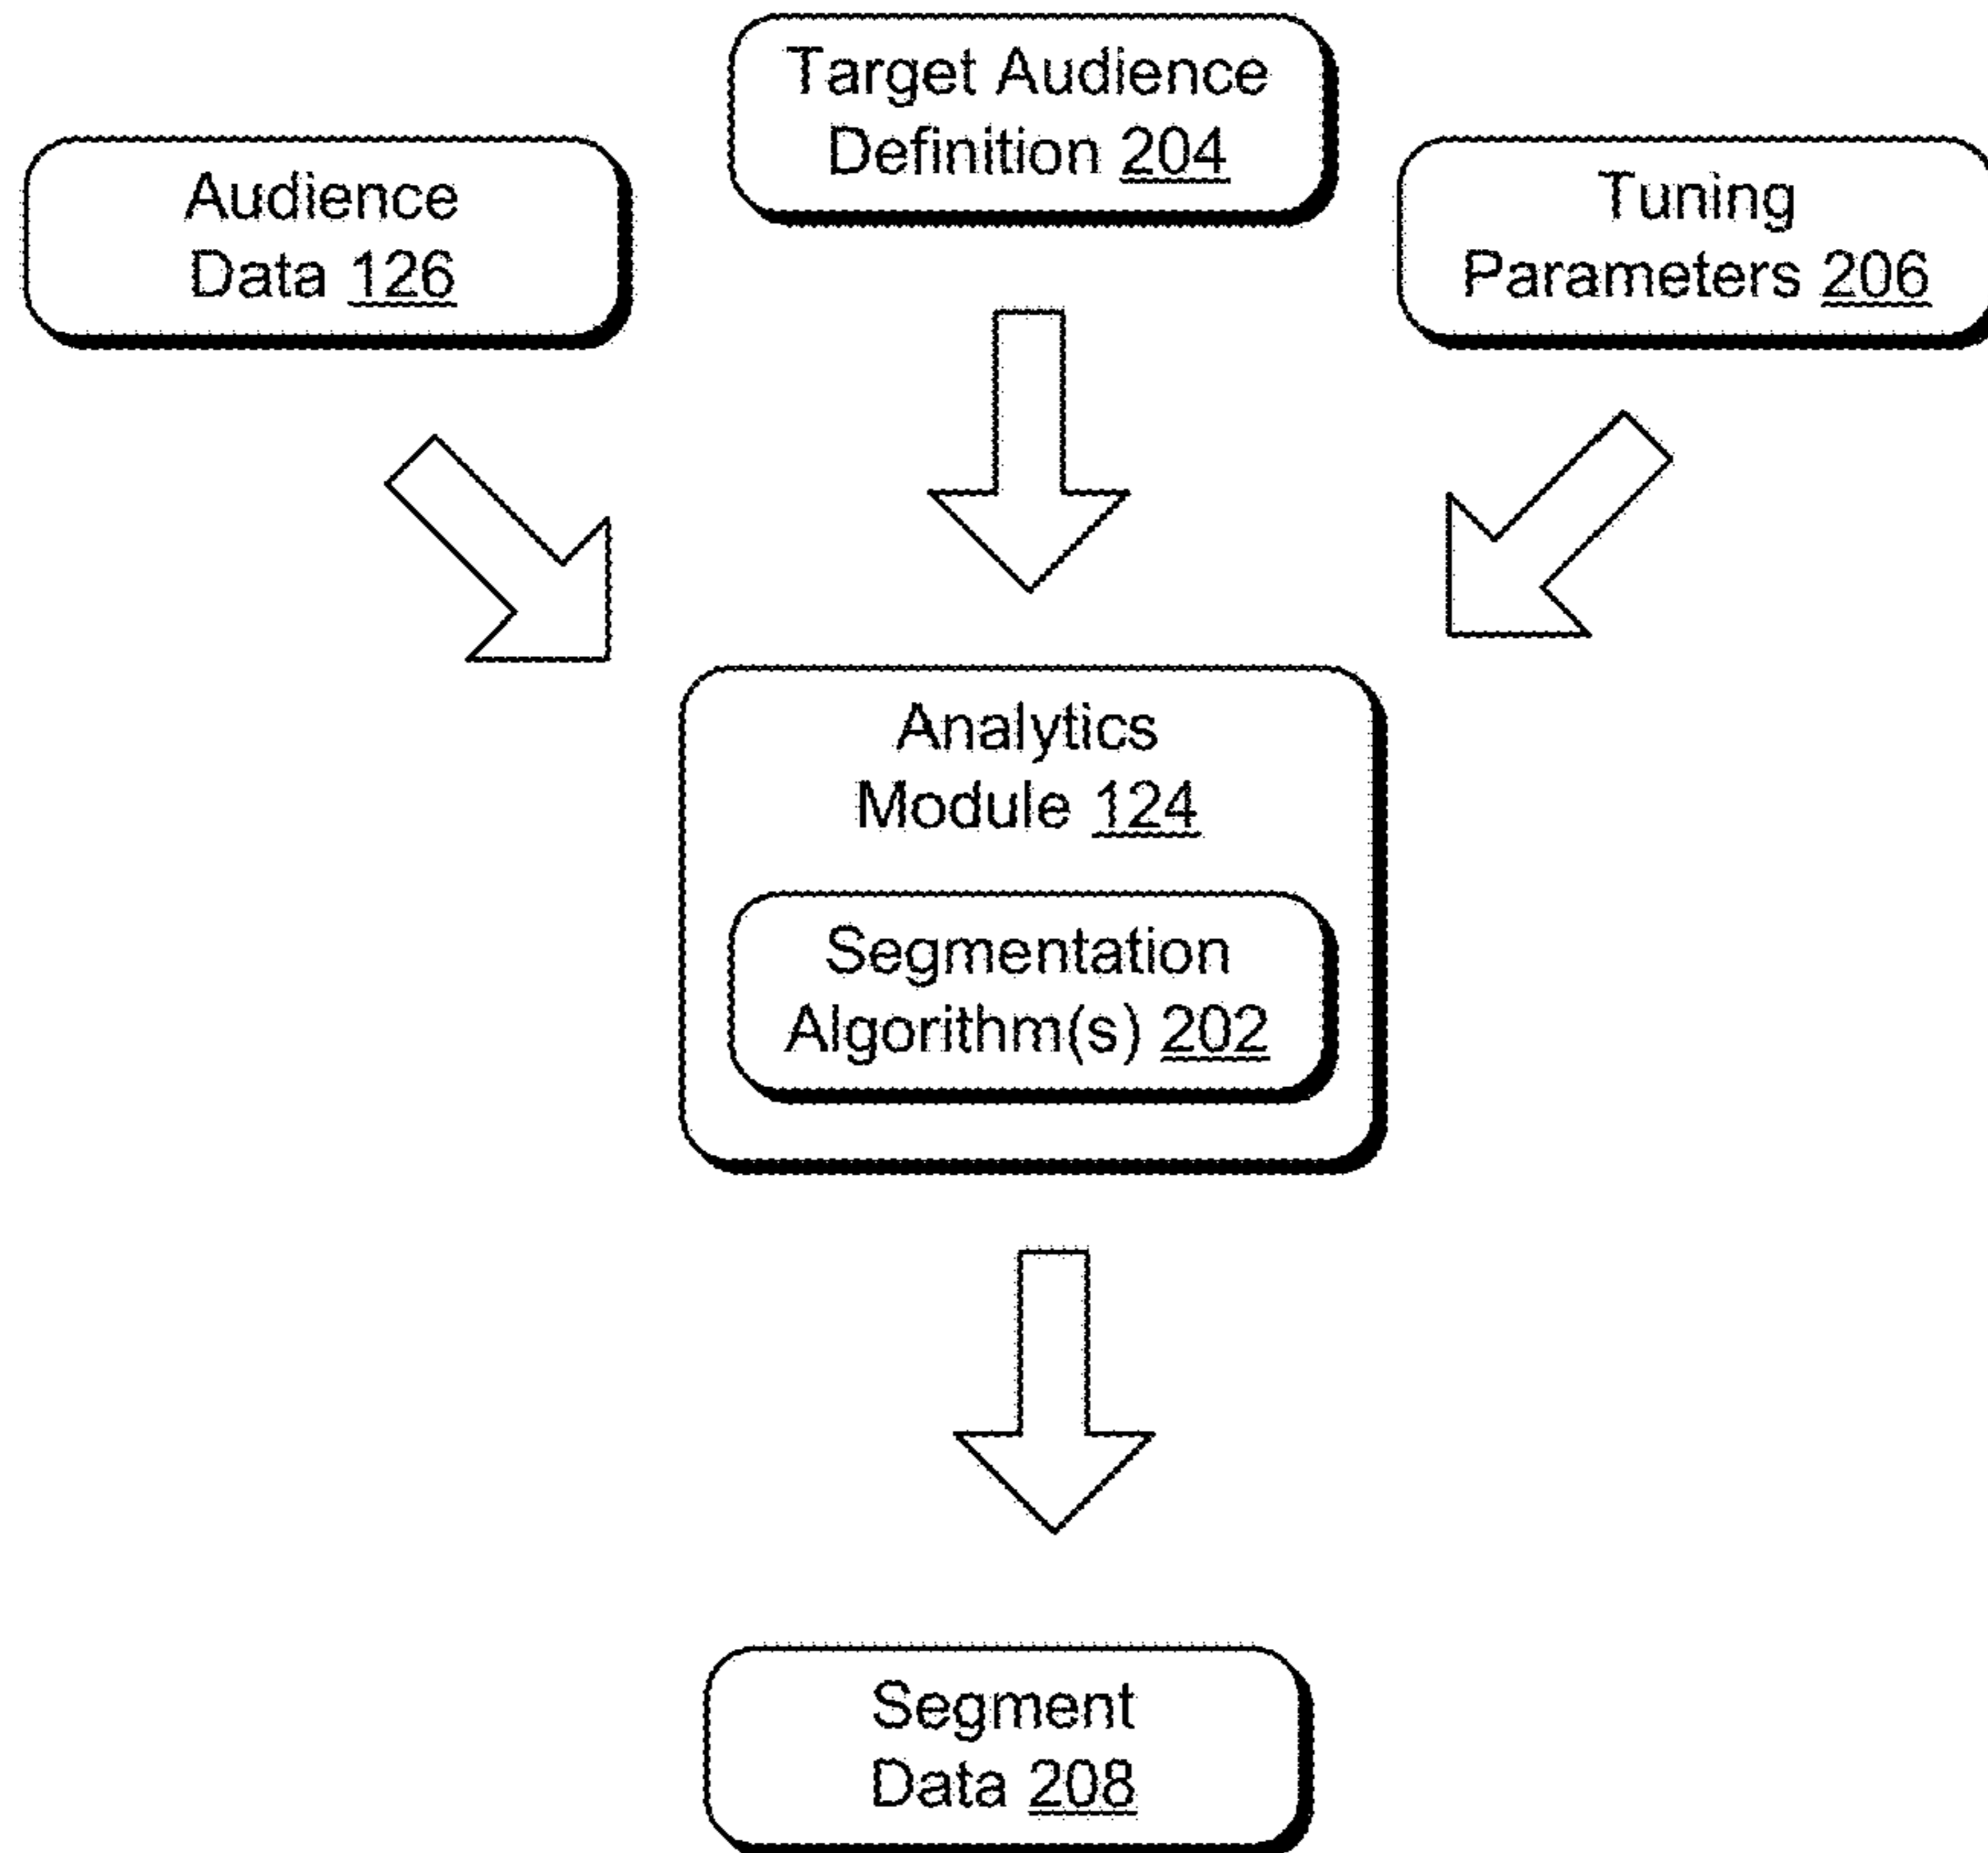 Target Audience
Definition 204
Audience
Data 126
Tuning
Parameters 206
Analytics
Module 124
Segmentation
Algorithm(s) 202
Segment
Data 208